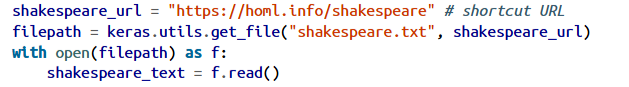 shakespeare_url = "https://homl.info/shakespeare" # shortcut URL
filepath = keras.utils.get_file("shakespeare.txt", shakespeare_url)
with open(filepath) as f:
    shakespeare_text = f.read()